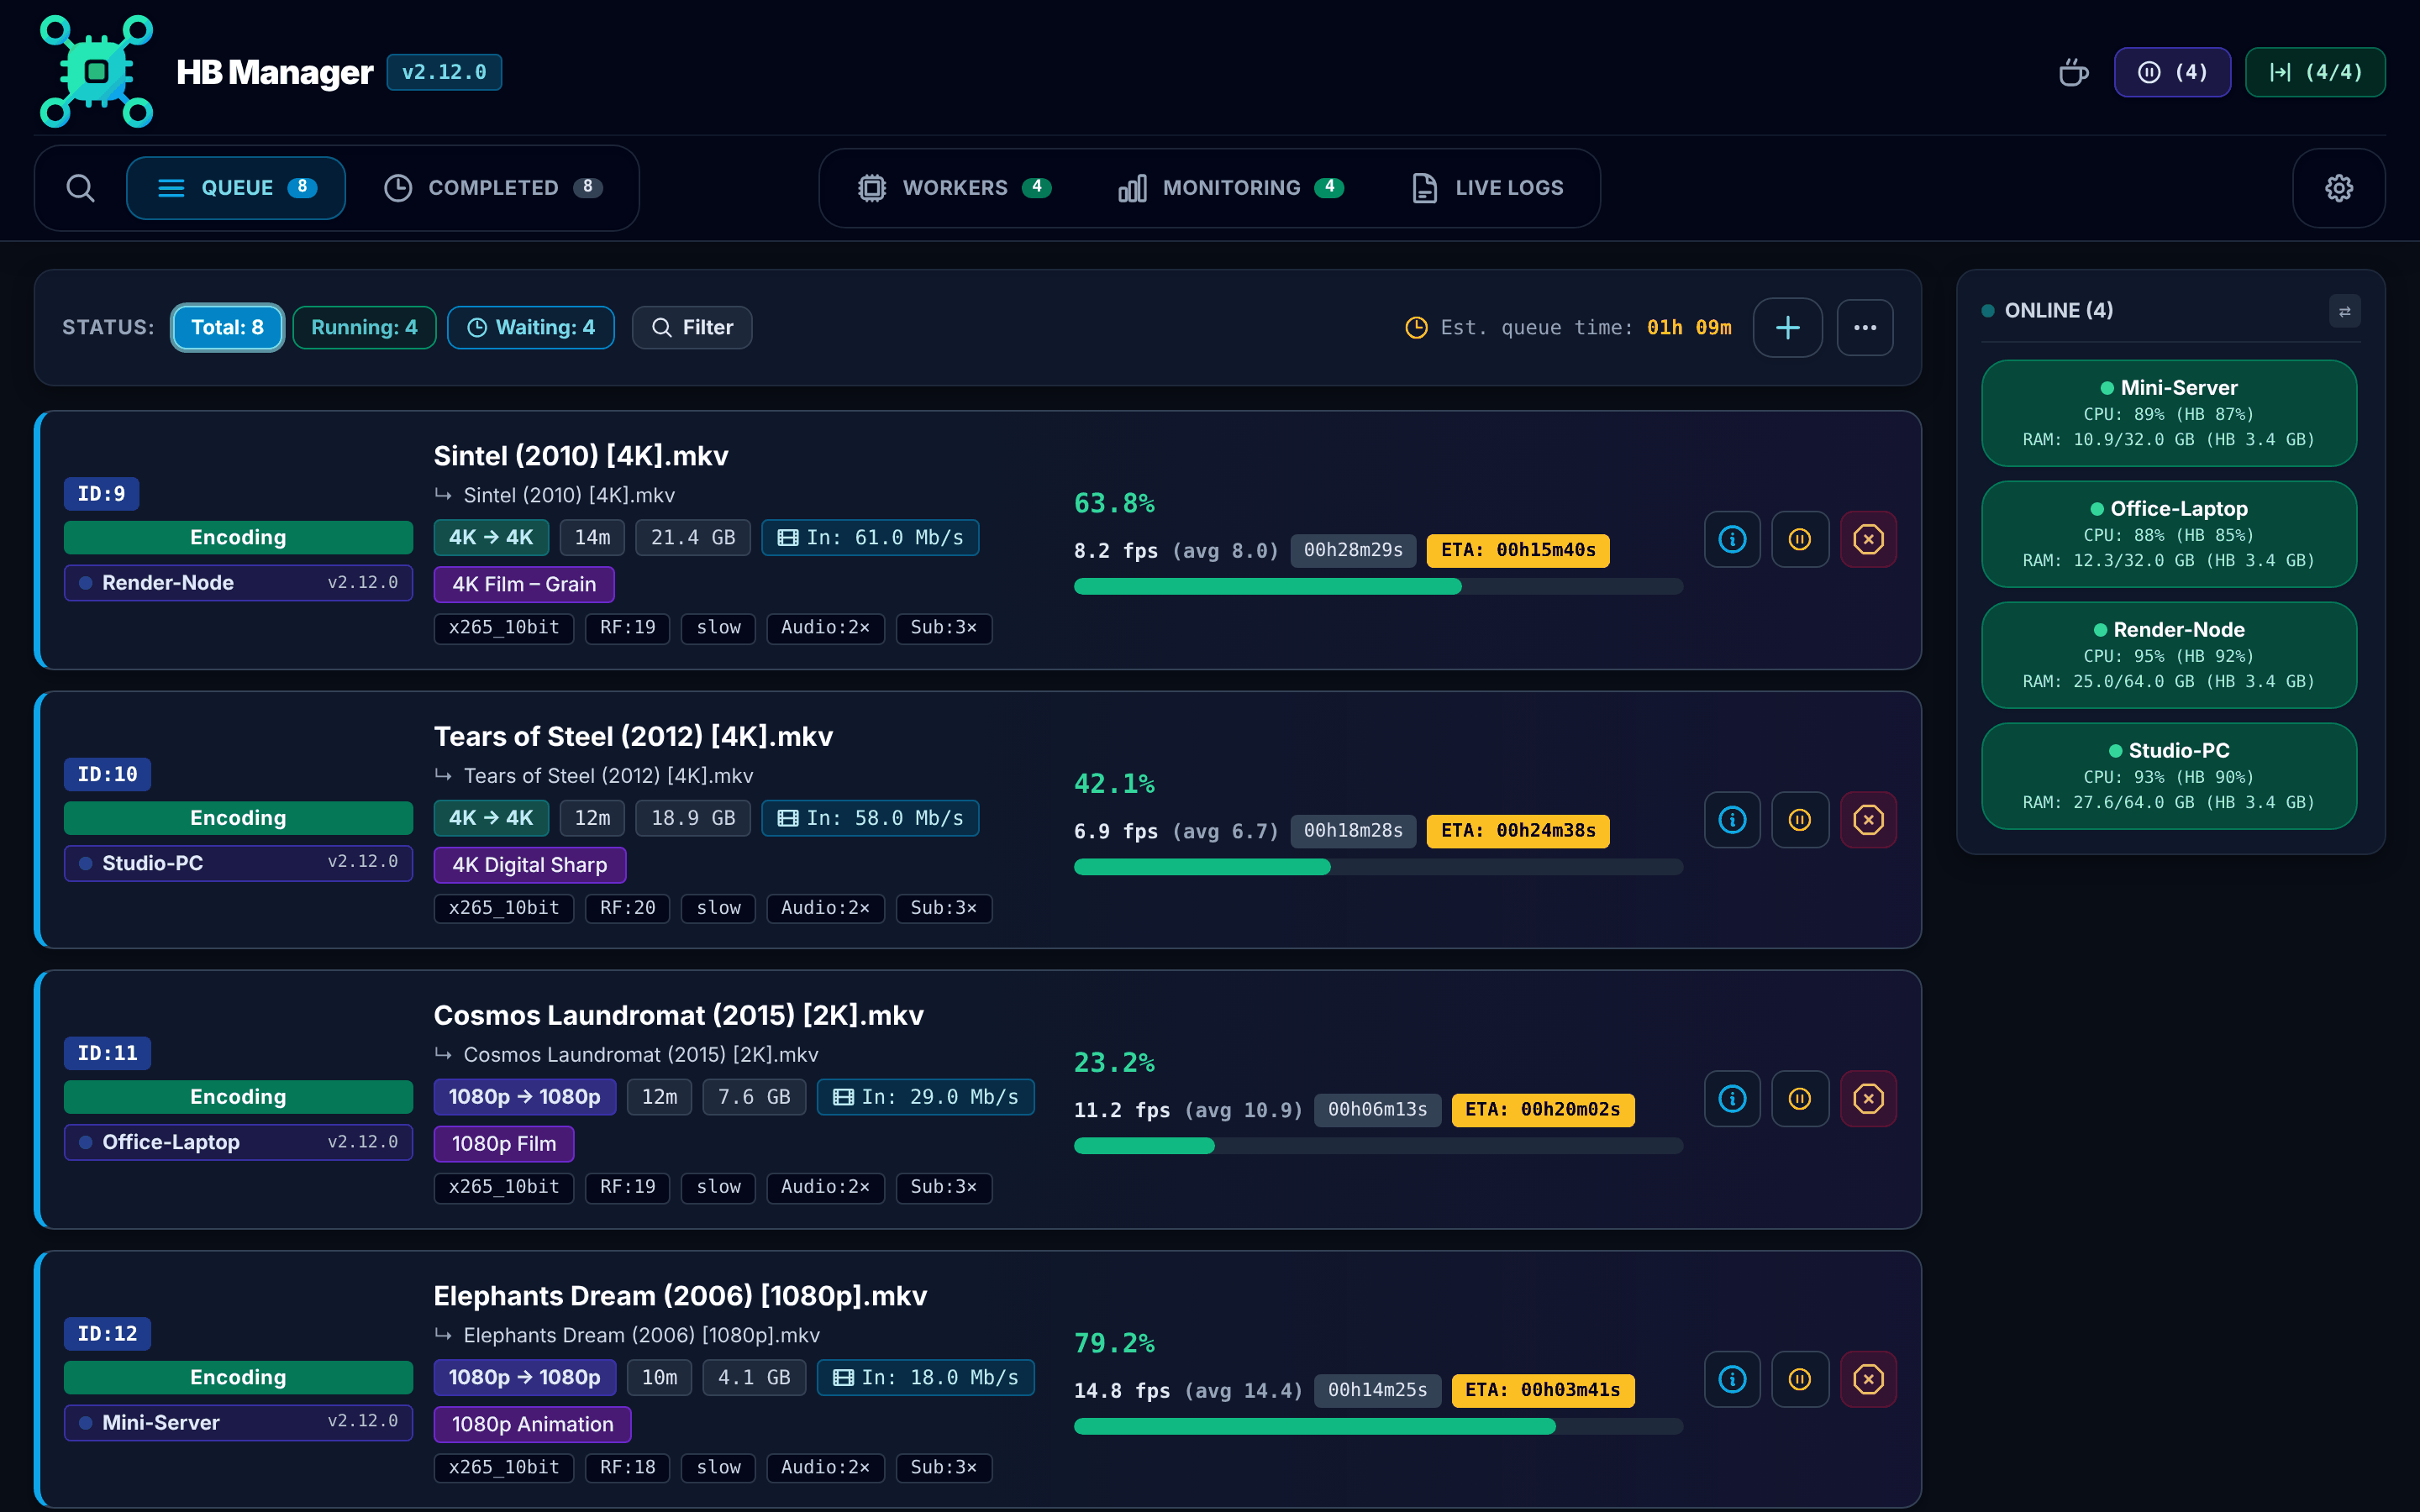 HB Manager v2.12.0
(4)
(4/4)
QUEUE 8
COMPLETED 8
WORKERS 4
MONITORING 4
LIVE LOGS
STATUS: Total: 8 Running: 4 Waiting: 4 Filter
Est. queue time: 01h 09m
ID:9
Encoding
Render-Node v2.12.0
Sintel (2010) [4K].mkv
↳ Sintel (2010) [4K].mkv
4K → 4K 14m 21.4 GB In: 61.0 Mb/s
4K Film – Grain
x265_10bit RF:19 slow Audio:2× Sub:3×
63.8%
8.2 fps (avg 8.0) 00h28m29s ETA: 00h15m40s
ID:10
Encoding
Studio-PC v2.12.0
Tears of Steel (2012) [4K].mkv
↳ Tears of Steel (2012) [4K].mkv
4K → 4K 12m 18.9 GB In: 58.0 Mb/s
4K Digital Sharp
x265_10bit RF:20 slow Audio:2× Sub:3×
42.1%
6.9 fps (avg 6.7) 00h18m28s ETA: 00h24m38s
ID:11
Encoding
Office-Laptop v2.12.0
Cosmos Laundromat (2015) [2K].mkv
↳ Cosmos Laundromat (2015) [2K].mkv
1080p → 1080p 12m 7.6 GB In: 29.0 Mb/s
1080p Film
x265_10bit RF:19 slow Audio:2× Sub:3×
23.2%
11.2 fps (avg 10.9) 00h06m13s ETA: 00h20m02s
ID:12
Encoding
Mini-Server v2.12.0
Elephants Dream (2006) [1080p].mkv
↳ Elephants Dream (2006) [1080p].mkv
1080p → 1080p 10m 4.1 GB In: 18.0 Mb/s
1080p Animation
x265_10bit RF:18 slow Audio:2× Sub:3×
79.2%
14.8 fps (avg 14.4) 00h14m25s ETA: 00h03m41s
ONLINE (4)
Mini-Server
CPU: 89% (HB 87%)
RAM: 10.9/32.0 GB (HB 3.4 GB)
Office-Laptop
CPU: 88% (HB 85%)
RAM: 12.3/32.0 GB (HB 3.4 GB)
Render-Node
CPU: 95% (HB 92%)
RAM: 25.0/64.0 GB (HB 3.4 GB)
Studio-PC
CPU: 93% (HB 90%)
RAM: 27.6/64.0 GB (HB 3.4 GB)